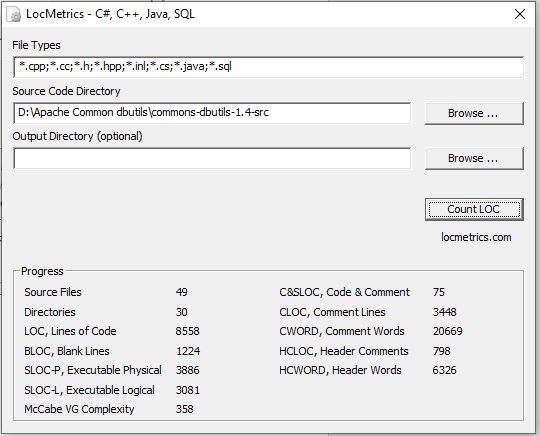 LocMetrics - C#, C++, Java, SQL
File Types
*.cpp;*.cc;*.h;*.hpp;*.inl;*.cs;*.java;*.sql
Source Code Directory
D:\Apache Common dbutils\commons-dbutils-1.4-src
Browse ...
Output Directory (optional)
Browse ...
Count LOC
locmetrics.com
Progress
Source Files 49 C&SLOC, Code & Comment 75
Directories 30 CLOC, Comment Lines 3448
LOC, Lines of Code 8558 CWORD, Comment Words 20669
BLOC, Blank Lines 1224 HCLOC, Header Comments 798
SLOC-P, Executable Physical 3886 HCWORD, Header Words 6326
SLOC-L, Executable Logical 3081
McCabe VG Complexity 358